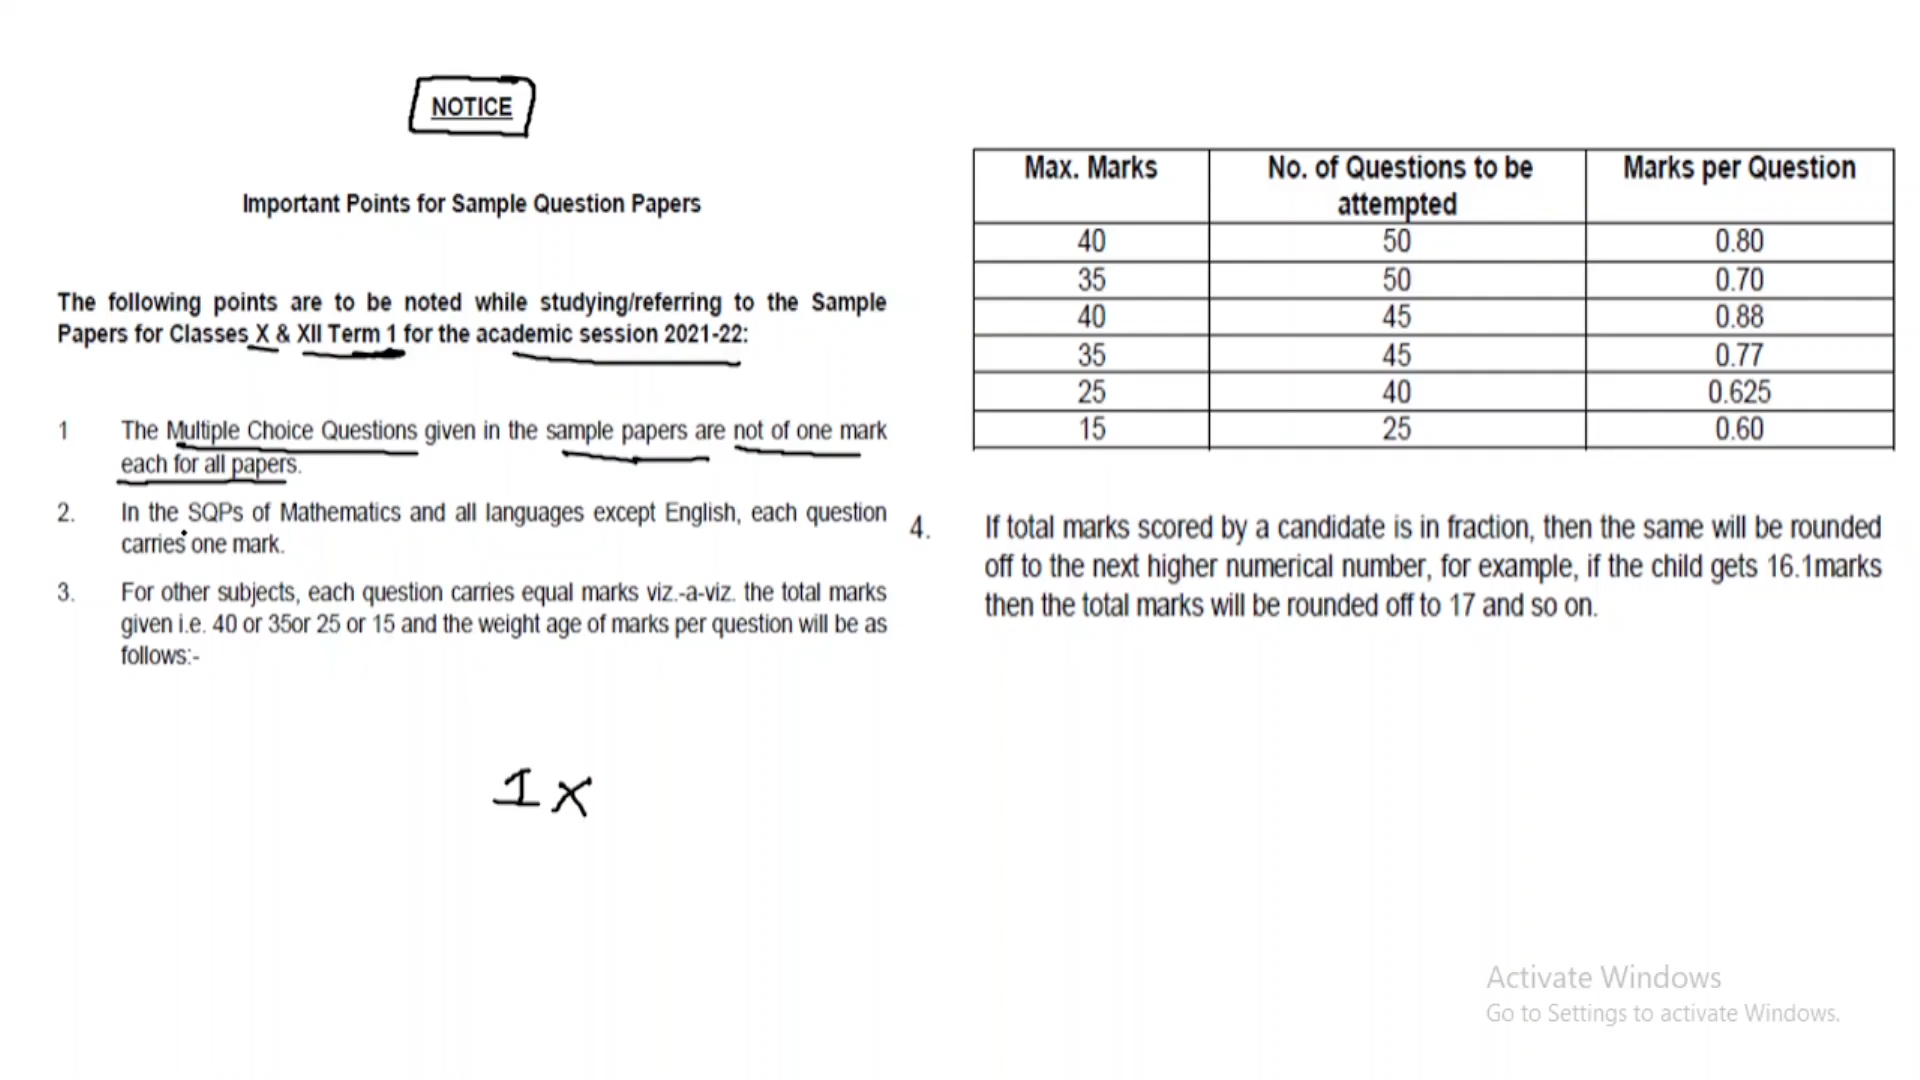 NOTICE
Important Points for Sample Question Papers
The following points are to be noted while studying/referring to the Sample
Papers for Classes X & XII Term 1 for the academic session 2021-22:
1 The Multiple Choice Questions given in the sample papers are not of one mark
each for all papers.
2. In the SQPs of Mathematics and all languages except English, each question
carries one mark.
3. For other subjects, each question carries equal marks viz.-a-viz. the total marks
given i.e. 40 or 35or 25 or 15 and the weight age of marks per question will be as
follows:-
1 x
Max. Marks No. of Questions to be attempted Marks per Question
40 50 0.80
35 50 0.70
40 45 0.88
35 45 0.77
25 40 0.625
15 25 0.60
4. If total marks scored by a candidate is in fraction, then the same will be rounded
off to the next higher numerical number, for example, if the child gets 16.1marks
then the total marks will be rounded off to 17 and so on.
Activate Windows
Go to Settings to activate Windows.